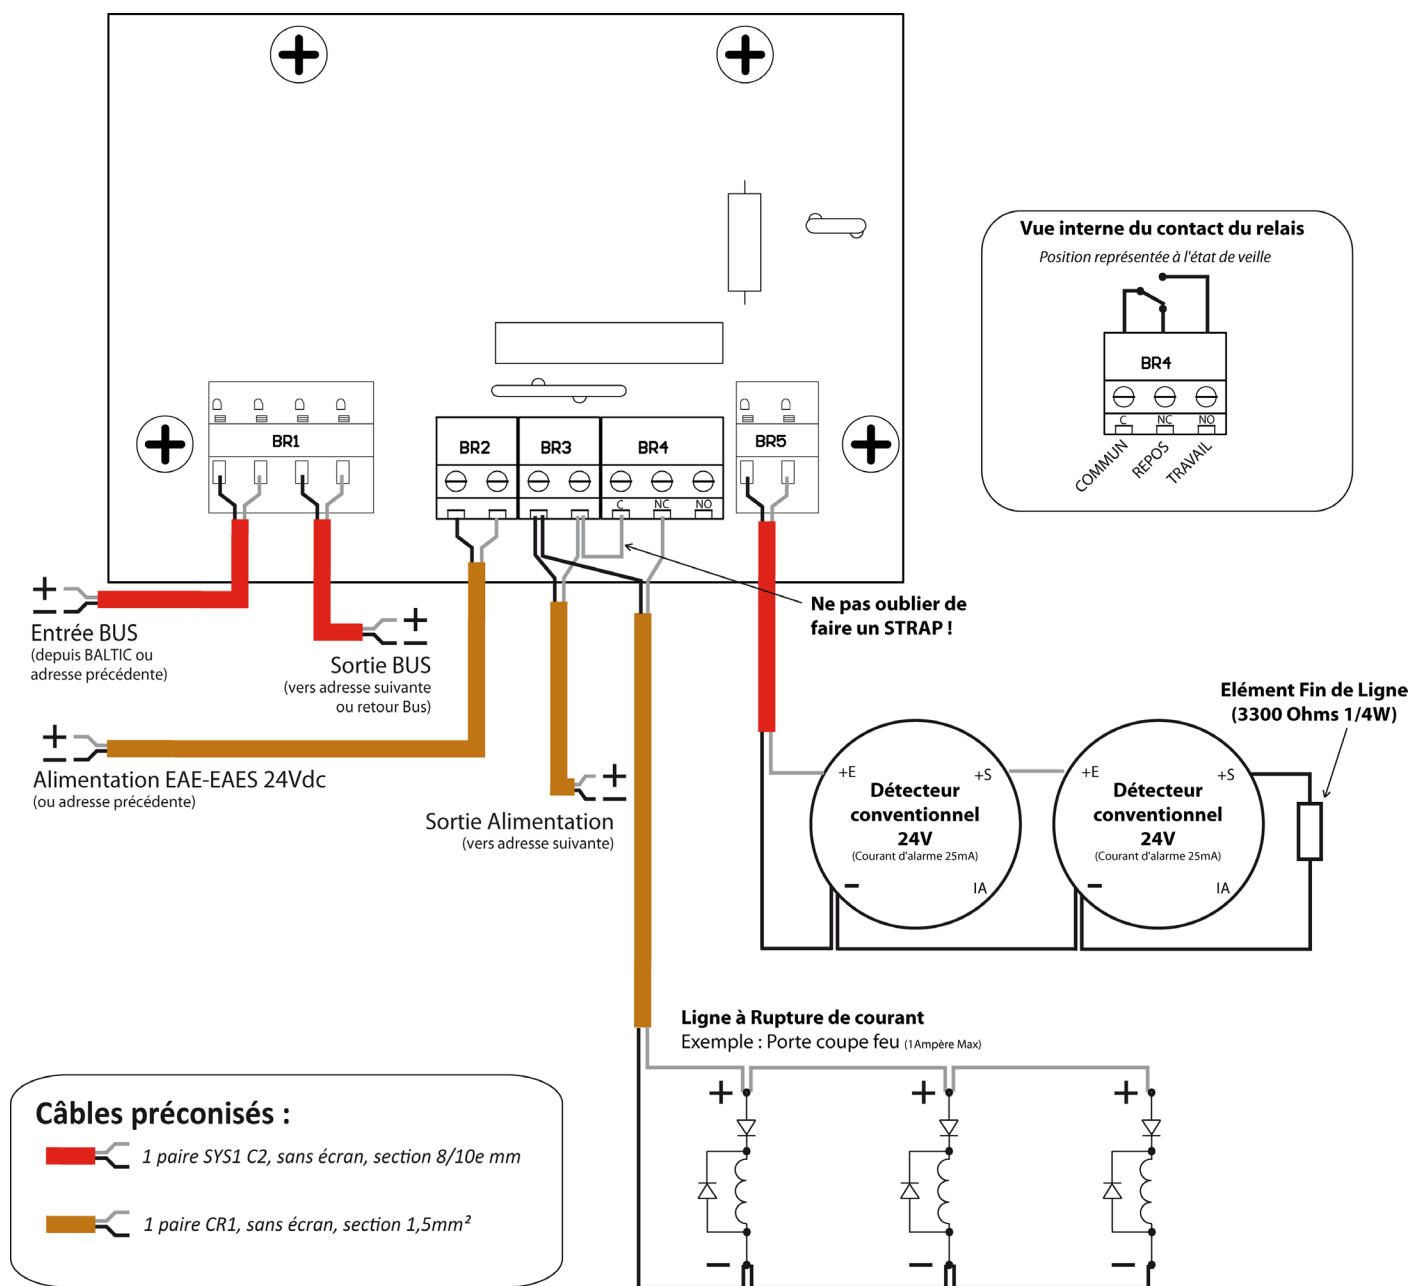 Vue interne du contact du relais
Position représentée à l'état de veille
BR4
C NC NO
COMMUN
REPOS
TRAVAIL
BR1
BR2
BR3
BR4
BR5
C NC NO
+
−
Entrée BUS
(depuis BALTIC ou
adresse précédente)
+
−
Sortie BUS
(vers adresse suivante
ou retour Bus)
Ne pas oublier de
faire un STRAP !
+
−
Alimentation EAE-EAES 24Vdc
(ou adresse précédente)
+
−
Sortie Alimentation
(vers adresse suivante)
Elément Fin de Ligne
(3300 Ohms 1/4W)
+E +S
Détecteur
conventionnel
24V
(Courant d'alarme 25mA)
− IA
+E +S
Détecteur
conventionnel
24V
(Courant d'alarme 25mA)
− IA
Ligne à Rupture de courant
Exemple : Porte coupe feu (1Ampère Max)
+ + +
− − −
Câbles préconisés :
1 paire SYS1 C2, sans écran, section 8/10e mm
1 paire CR1, sans écran, section 1,5mm²